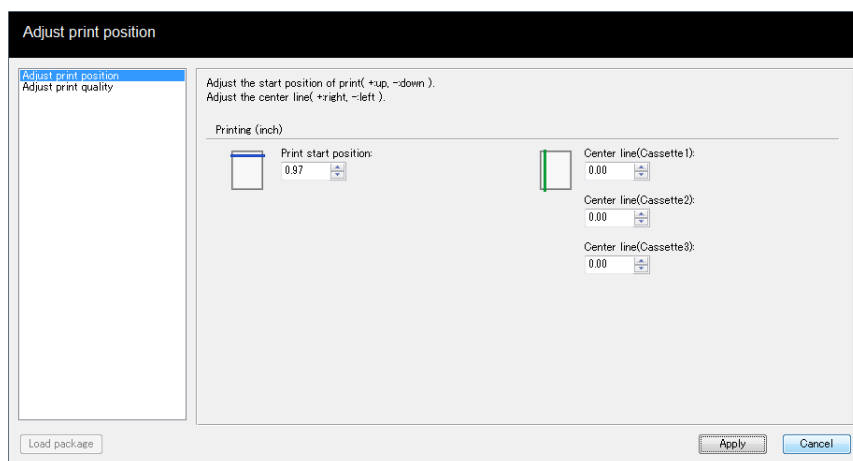 Adjust print position
Adjust print position
Adjust print quality
Adjust the start position of print( +:up, -:down ).
Adjust the center line( +:right, -:left ).
Printing (inch)
Print start position:
0.97
Center line(Cassette1):
0.00
Center line(Cassette2):
0.00
Center line(Cassette3):
0.00
Load package
Apply
Cancel